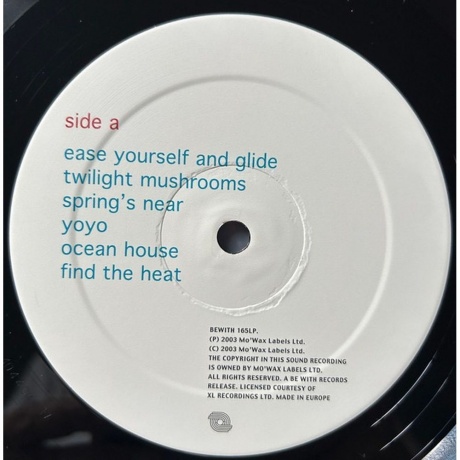 side a
ease yourself and glide
twilight mushrooms
spring's near
yoyo
ocean house
find the heat
BEWITH 165LP.
(P) 2003 Mo'Wax Labels Ltd.
(C) 2003 Mo'Wax Labels Ltd.
THE COPYRIGHT IN THIS SOUND RECORDING
IS OWNED BY MO'WAX LABELS LTD.
ALL RIGHTS RESERVED. A BE WITH RECORDS
RELEASE. LICENSED COURTESY OF
XL RECORDINGS LTD. MADE IN EUROPE